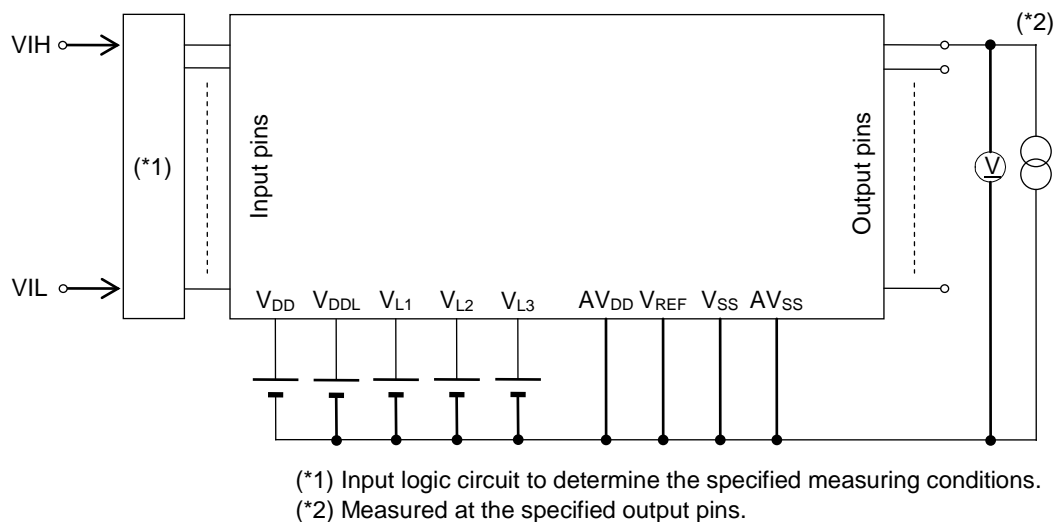 (*2)
VIH
(*1)
Input pins
Output pins
V
VIL
VDD VDDL VL1 VL2 VL3 AVDD VREF VSS AVSS
(*1) Input logic circuit to determine the specified measuring conditions.
(*2) Measured at the specified output pins.